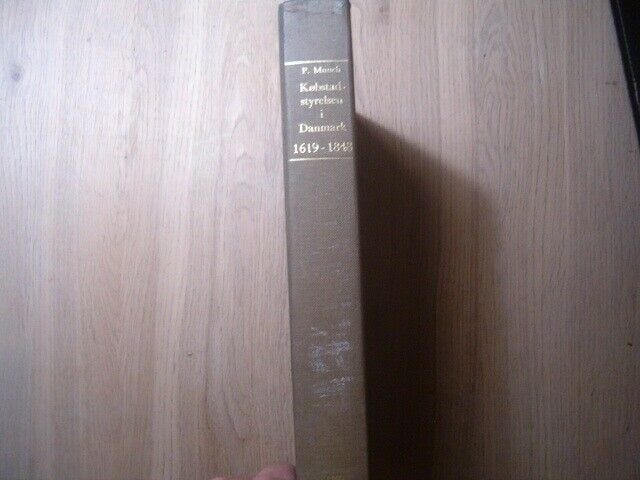 P. Munch
Købstad-
styrelsen
i
Danmark
1619-1848